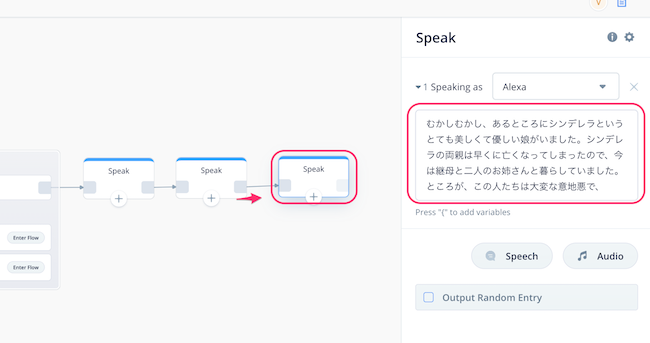 V
Speak
1 Speaking as
Alexa
むかしむかし、あるところにシンデレラという
とても美しくて優しい娘がいました。シンデレ
ラの両親は早くに亡くなってしまったので、今
は継母と二人のお姉さんと暮らしていました。
ところが、この人たちは大変な意地悪で、
Press "{" to add variables
Speech
Audio
Output Random Entry
Speak
Speak
Speak
Enter Flow
Enter Flow